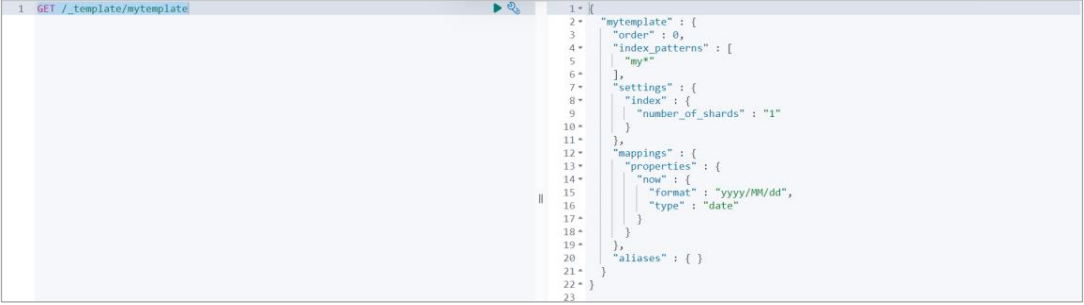 1 GET /_template/mytemplate
1 {
2 "mytemplate" : {
3 "order" : 0,
4 "index_patterns" : [
5 "my*"
6 ],
7 "settings" : {
8 "index" : {
9 "number_of_shards" : "1"
10 }
11 },
12 "mappings" : {
13 "properties" : {
14 "now" : {
15 "format" : "yyyy/MM/dd",
16 "type" : "date"
17 }
18 }
19 },
20 "aliases" : { }
21 }
22 }
23